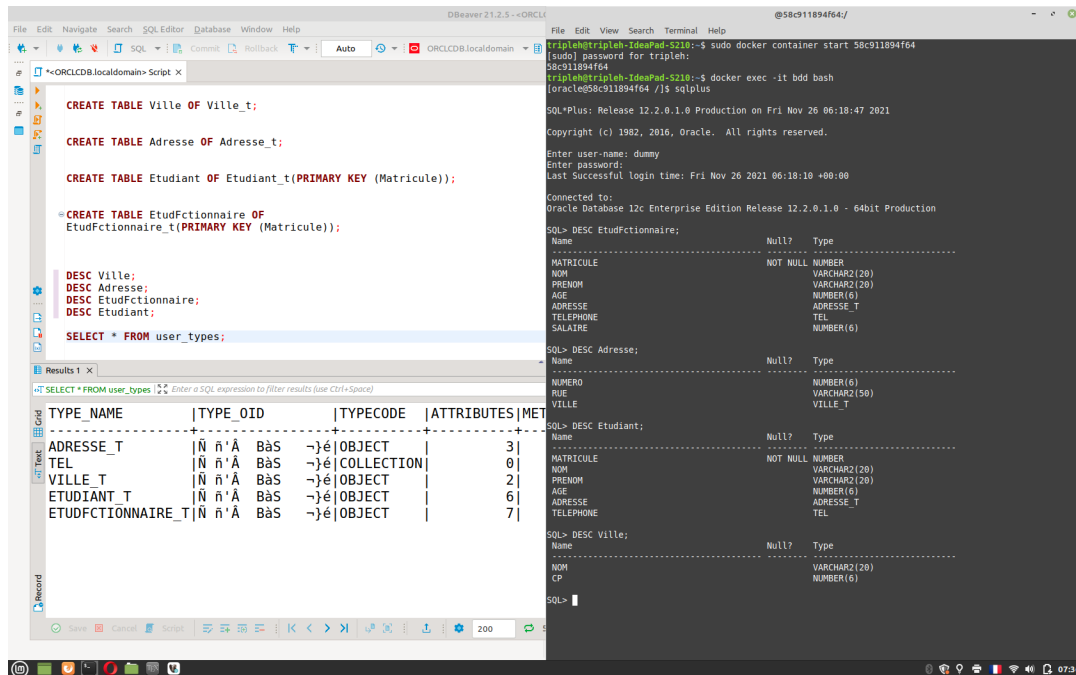 DBeaver 21.2.5 - <ORCLC
File Edit Navigate Search SQL Editor Database Window Help
SQL Commit Rollback T Auto ORCLCDB.localdomain
*<ORCLCDB.localdomain> Script ×
CREATE TABLE Ville OF Ville_t;
CREATE TABLE Adresse OF Adresse_t;
CREATE TABLE Etudiant OF Etudiant_t(PRIMARY KEY (Matricule));
CREATE TABLE EtudFctionnaire OF
EtudFctionnaire_t(PRIMARY KEY (Matricule));
DESC Ville;
DESC Adresse;
DESC EtudFctionnaire;
DESC Etudiant;
SELECT * FROM user_types;
Results 1 ×
SELECT * FROM user_types Enter a SQL expression to filter results (use Ctrl+Space)
Grid
Text
Record
TYPE_NAME |TYPE_OID |TYPECODE |ATTRIBUTES|MET
-----------------+----------------+----------+----------+---
ADRESSE_T |Ñ ñ'Â BàS ¬}é|OBJECT | 3|
TEL |Ñ ñ'Â BàS ¬}é|COLLECTION| 0|
VILLE_T |Ñ ñ'Â BàS ¬}é|OBJECT | 2|
ETUDIANT_T |Ñ ñ'Â BàS ¬}é|OBJECT | 6|
ETUDFCTIONNAIRE_T|Ñ ñ'Â BàS ¬}é|OBJECT | 7|
Save Cancel Script 200
@58c911894f64:/
File Edit View Search Terminal Help
tripleh@tripleh-IdeaPad-S210:~$ sudo docker container start 58c911894f64
[sudo] password for tripleh:
58c911894f64
tripleh@tripleh-IdeaPad-S210:~$ docker exec -it bdd bash
[oracle@58c911894f64 /]$ sqlplus
SQL*Plus: Release 12.2.0.1.0 Production on Fri Nov 26 06:18:47 2021
Copyright (c) 1982, 2016, Oracle. All rights reserved.
Enter user-name: dummy
Enter password:
Last Successful login time: Fri Nov 26 2021 06:18:10 +00:00
Connected to:
Oracle Database 12c Enterprise Edition Release 12.2.0.1.0 - 64bit Production
SQL> DESC EtudFctionnaire;
Name Null? Type
----------------------------------------- -------- ----------------------------
MATRICULE NOT NULL NUMBER
NOM VARCHAR2(20)
PRENOM VARCHAR2(20)
AGE NUMBER(6)
ADRESSE ADRESSE_T
TELEPHONE TEL
SALAIRE NUMBER(6)
SQL> DESC Adresse;
Name Null? Type
----------------------------------------- -------- ----------------------------
NUMERO NUMBER(6)
RUE VARCHAR2(50)
VILLE VILLE_T
SQL> DESC Etudiant;
Name Null? Type
----------------------------------------- -------- ----------------------------
MATRICULE NOT NULL NUMBER
NOM VARCHAR2(20)
PRENOM VARCHAR2(20)
AGE NUMBER(6)
ADRESSE ADRESSE_T
TELEPHONE TEL
SQL> DESC Ville;
Name Null? Type
----------------------------------------- -------- ----------------------------
NOM VARCHAR2(20)
CP NUMBER(6)
SQL>
07:3